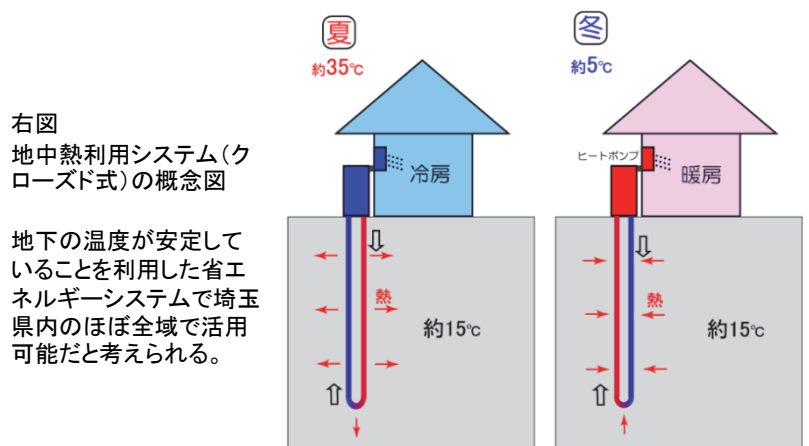 右図
地中熱利用システム(ク
ローズド式)の概念図
地下の温度が安定して
いることを利用した省エ
ネルギーシステムで埼玉
県内のほぼ全域で活用
可能だと考えられる。
夏
約35℃
冷房
熱
約15℃
冬
約5℃
ヒートポンプ
暖房
熱
約15℃